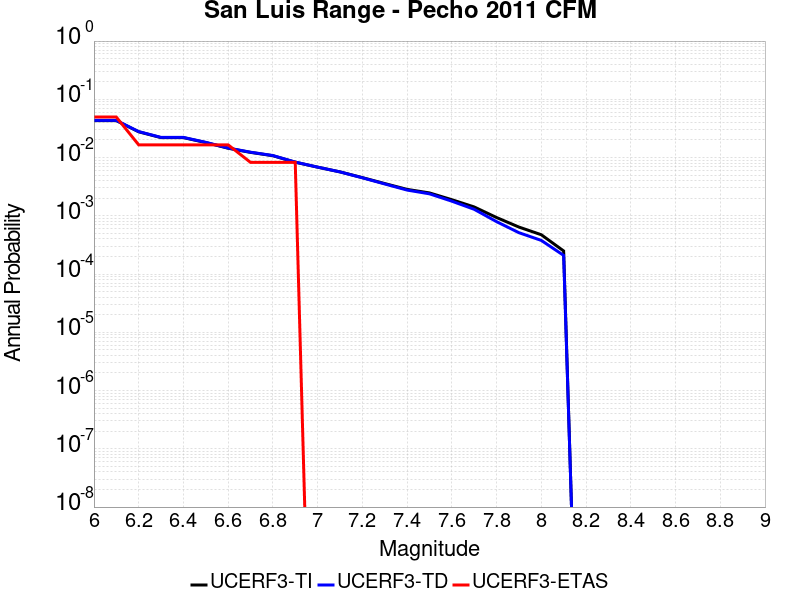 San Luis Range - Pecho 2011 CFM
10^0
10^-1
10^-2
10^-3
10^-4
10^-5
10^-6
10^-7
10^-8
Annual Probability
6 6.2 6.4 6.6 6.8 7 7.2 7.4 7.6 7.8 8 8.2 8.4 8.6 8.8 9
Magnitude
UCERF3-TI UCERF3-TD UCERF3-ETAS